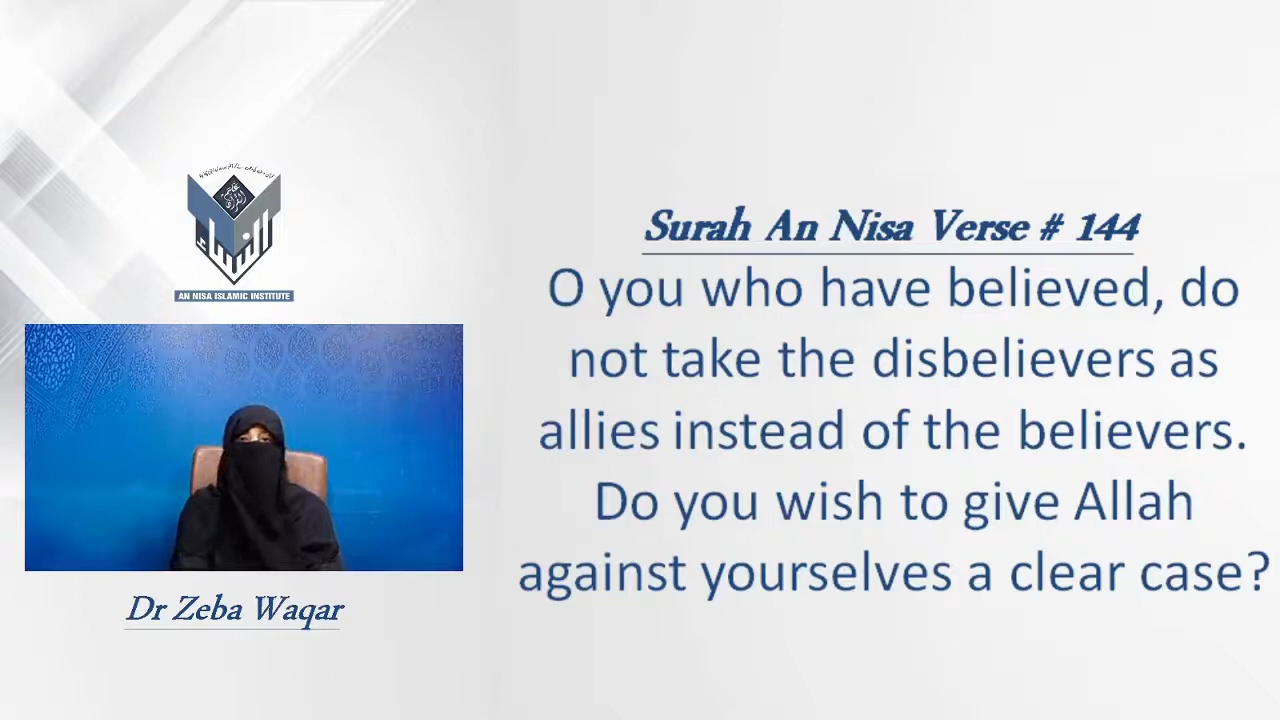 AN NISA ISLAMIC INSTITUTE
Dr Zeba Waqar
Surah An Nisa Verse # 144
O you who have believed, do
not take the disbelievers as
allies instead of the believers.
Do you wish to give Allah
against yourselves a clear case?